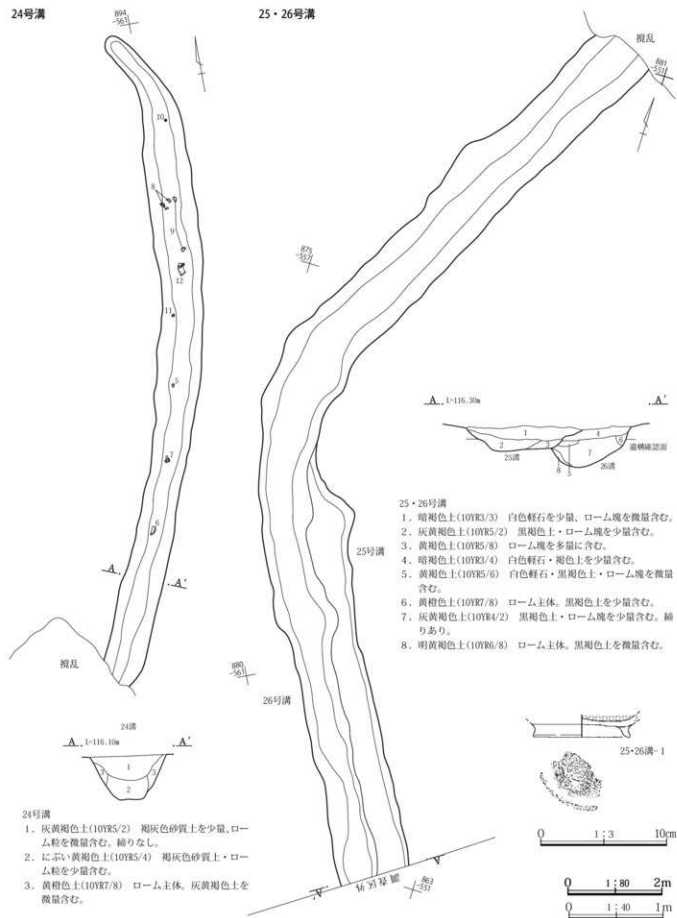 24号溝
894
-561
10
8
9
12
11
5
7
6
A
A′
撹乱
24溝
A L=116.10m A′
1
3
2
3
24号溝
1. 灰黄褐色土(10YR5/2) 褐灰色砂質土を少量、ロー
ム粒を微量含む。締りなし。
2. にぶい黄褐色土(10YR5/4) 褐灰色砂質土・ロー
ム粒を少量含む。
3. 黄橙色土(10YR7/8) ローム主体。灰黄褐色土を
微量含む。
25・26号溝
撹乱
881
-551
875
-557
25号溝
880
-561
26号溝
A
A′
調査区外
863
-551
A L=116.30m A′
1
4
2
3
6
遺構確認面
7
25溝
8
5
26溝
25・26号溝
1. 暗褐色土(10YR3/3) 白色軽石を少量、ローム塊を微量含む。
2. 灰黄褐色土(10YR5/2) 黒褐色土・ローム塊を少量含む。
3. 黄褐色土(10YR5/8) ローム塊を多量に含む。
4. 暗褐色土(10YR3/4) 白色軽石・褐色土を少量含む。
5. 黄褐色土(10YR5/6) 白色軽石・黒褐色土・ローム塊を微量
含む。
6. 黄橙色土(10YR7/8) ローム主体。黒褐色土を少量含む。
7. 灰黄褐色土(10YR4/2) 黒褐色土・ローム塊を少量含む。締
りあり。
8. 明黄褐色土(10YR6/8) ローム主体。黒褐色土を微量含む。
25・26溝-1
0 1:3 10cm
0 1:80 2m
0 1:40 1m